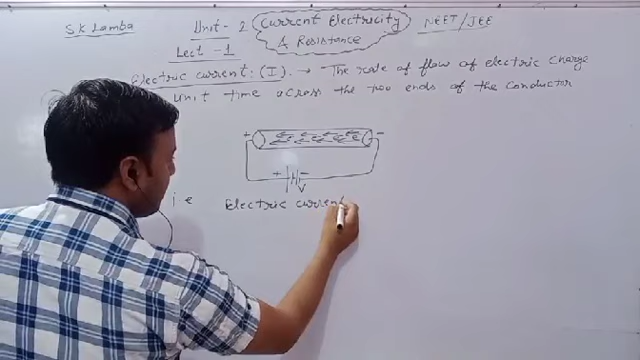 S.K Lamba
Unit - 2
Current Electricity
& Resistance
NEET/JEE
Lect - 1
Electric current: (I). → The rate of flow of electric charge
unit time across the two ends of the conductor
+ -
+ -
V
i.e Electric curren